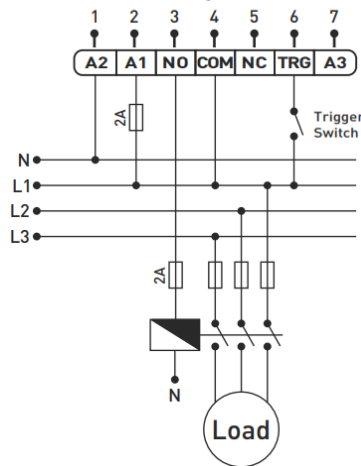 1 2 3 4 5 6 7
A2 A1 NO COM NC TRG A3
2A
Trigger
Switch
N
L1
L2
L3
2A
N
Load